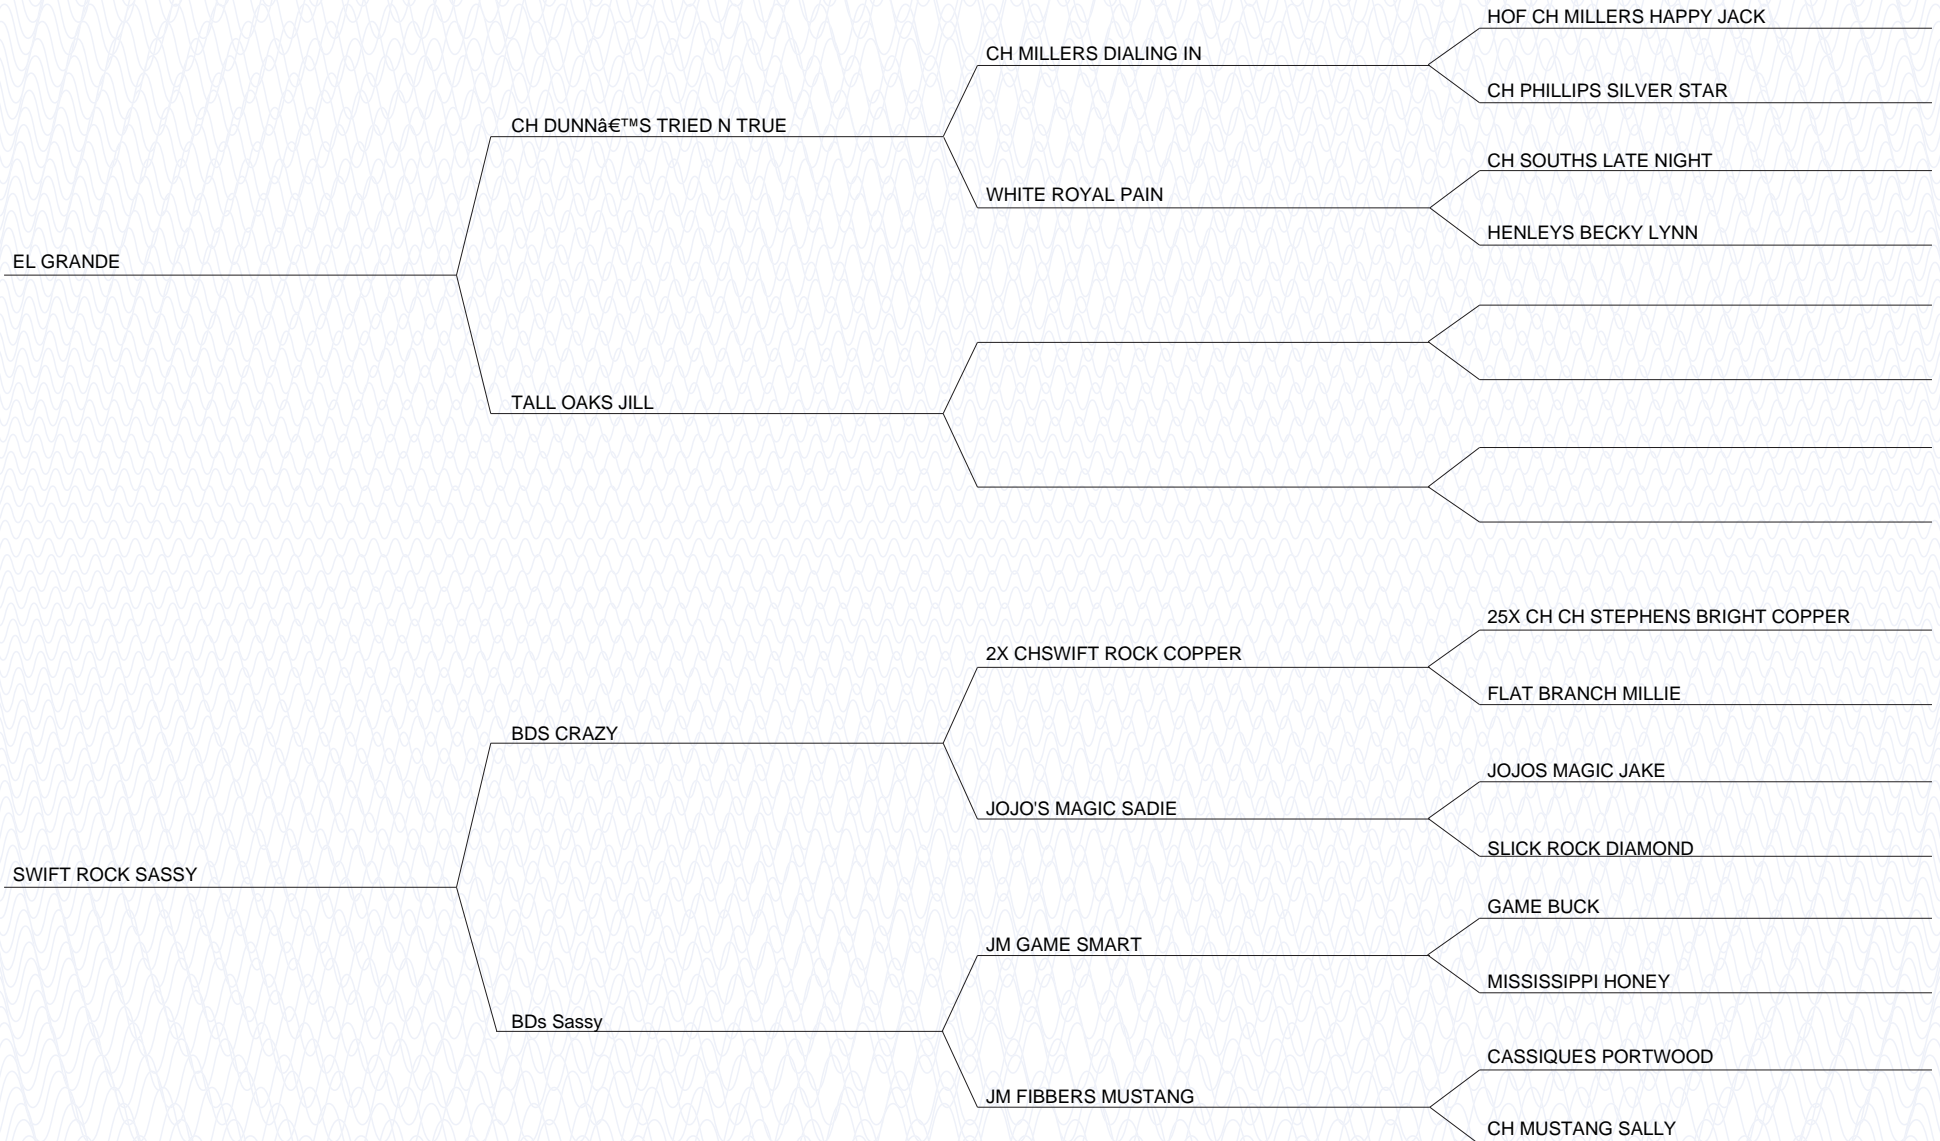 HOF CH MILLERS HAPPY JACK
CH MILLERS DIALING IN
CH PHILLIPS SILVER STAR
CH DUNNâ€™S TRIED N TRUE
CH SOUTHS LATE NIGHT
WHITE ROYAL PAIN
HENLEYS BECKY LYNN
EL GRANDE
TALL OAKS JILL
25X CH CH STEPHENS BRIGHT COPPER
2X CHSWIFT ROCK COPPER
FLAT BRANCH MILLIE
BDS CRAZY
JOJOS MAGIC JAKE
JOJO'S MAGIC SADIE
SLICK ROCK DIAMOND
SWIFT ROCK SASSY
GAME BUCK
JM GAME SMART
MISSISSIPPI HONEY
BDs Sassy
CASSIQUES PORTWOOD
JM FIBBERS MUSTANG
CH MUSTANG SALLY